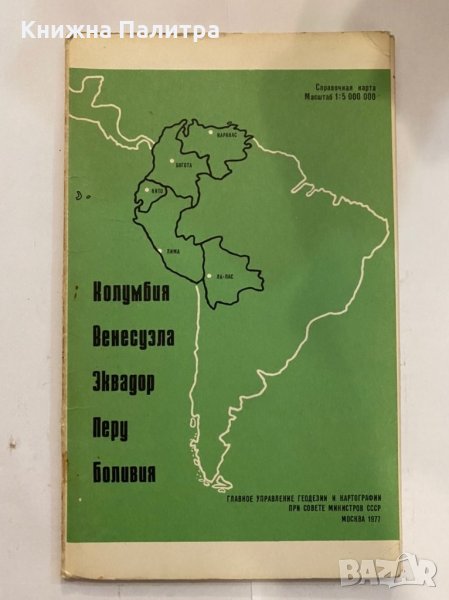 Книжна Палитра
Справочная карта
Масштаб 1:5 000 000
КАРАКАС
БОГОТА
КИТО
ЛИМА
ЛА-ПАС
Колумбия
Венесуэла
Эквадор
Перу
Боливия
ГЛАВНОЕ УПРАВЛЕНИЕ ГЕОДЕЗИИ И КАРТОГРАФИИ
ПРИ СОВЕТЕ МИНИСТРОВ СССР
МОСКВА 1977
BAZAR